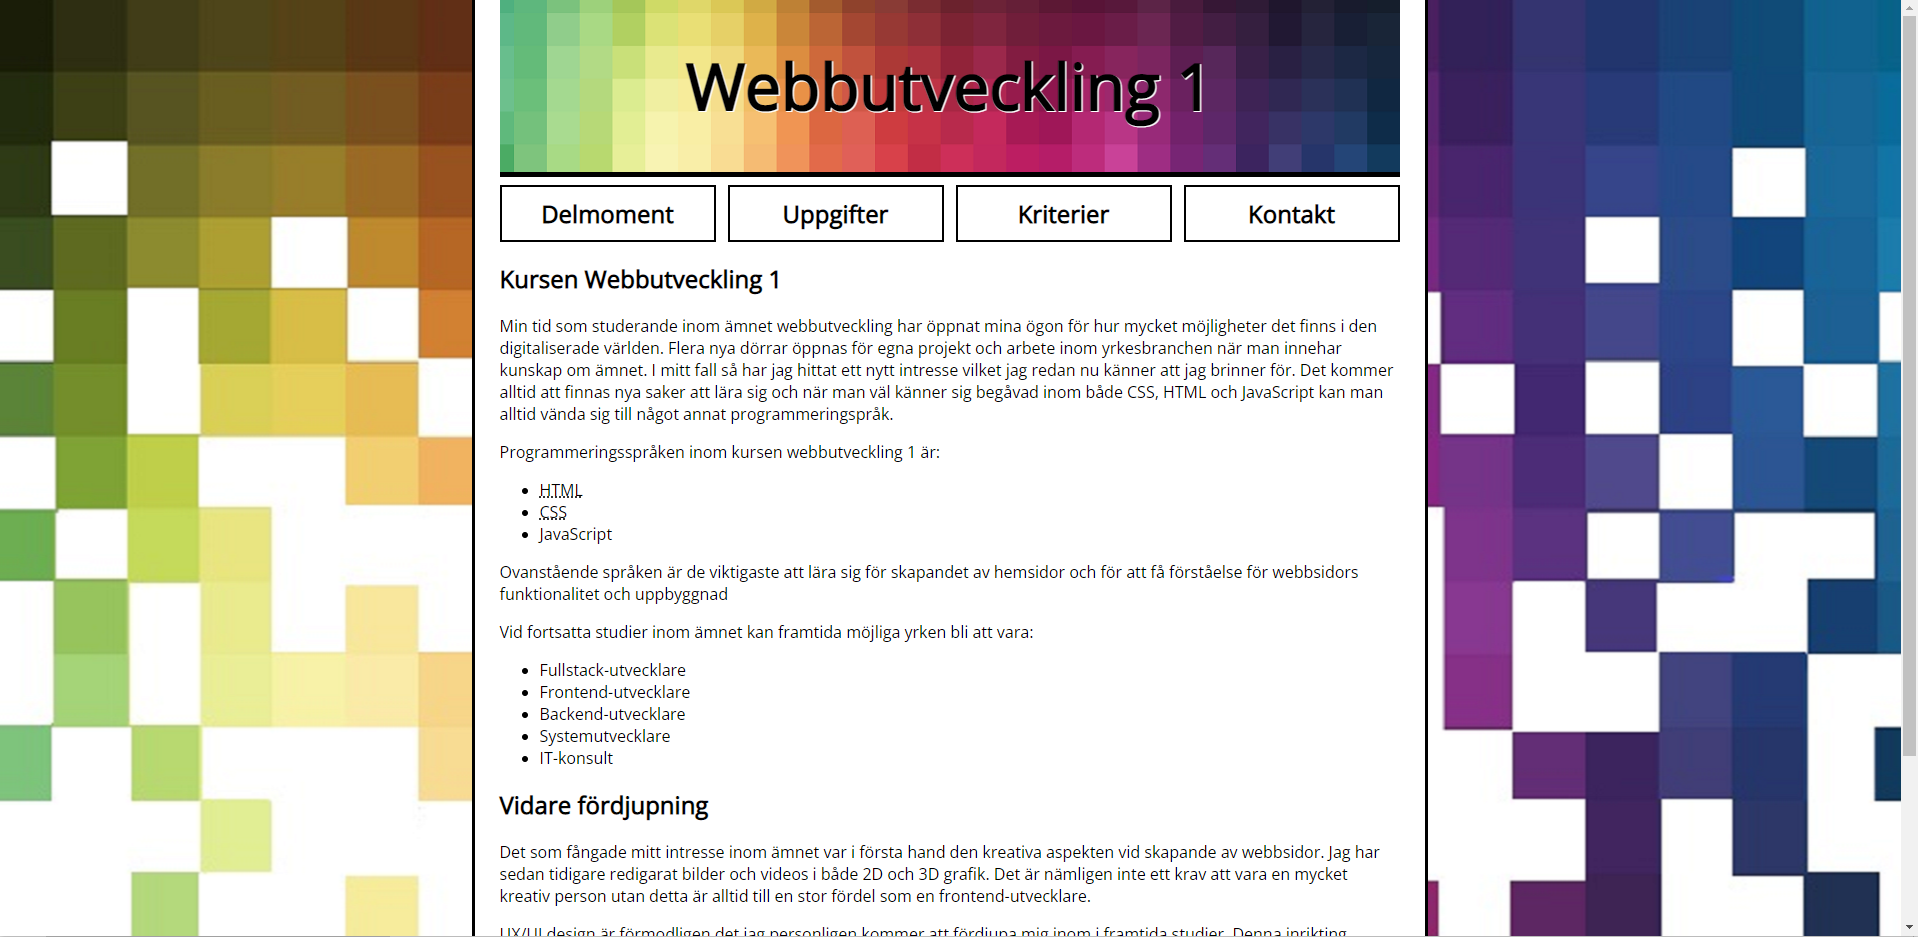 Webbutveckling 1
Delmoment
Uppgifter
Kriterier
Kontakt
Kursen Webbutveckling 1
Min tid som studerande inom ämnet webbutveckling har öppnat mina ögon för hur mycket möjligheter det finns i den
digitaliserade världen. Flera nya dörrar öppnas för egna projekt och arbete inom yrkesbranchen när man innehar
kunskap om ämnet. I mitt fall så har jag hittat ett nytt intresse vilket jag redan nu känner att jag brinner för. Det kommer
alltid att finnas nya saker att lära sig och när man väl känner sig begåvad inom både CSS, HTML och JavaScript kan man
alltid vända sig till något annat programmeringspråk.
Programmeringsspråken inom kursen webbutveckling 1 är:
• HTML
• CSS
• JavaScript
Ovanstående språken är de viktigaste att lära sig för skapandet av hemsidor och för att få förståelse för webbsidors
funktionalitet och uppbyggnad
Vid fortsatta studier inom ämnet kan framtida möjliga yrken bli att vara:
• Fullstack-utvecklare
• Frontend-utvecklare
• Backend-utvecklare
• Systemutvecklare
• IT-konsult
Vidare fördjupning
Det som fångade mitt intresse inom ämnet var i första hand den kreativa aspekten vid skapande av webbsidor. Jag har
sedan tidigare redigarat bilder och videos i både 2D och 3D grafik. Det är nämligen inte ett krav att vara en mycket
kreativ person utan detta är alltid till en stor fördel som en frontend-utvecklare.
UX/UI design är förmodligen det jag personligen kommer att fördjupa mig inom i framtida studier. Denna inrikting